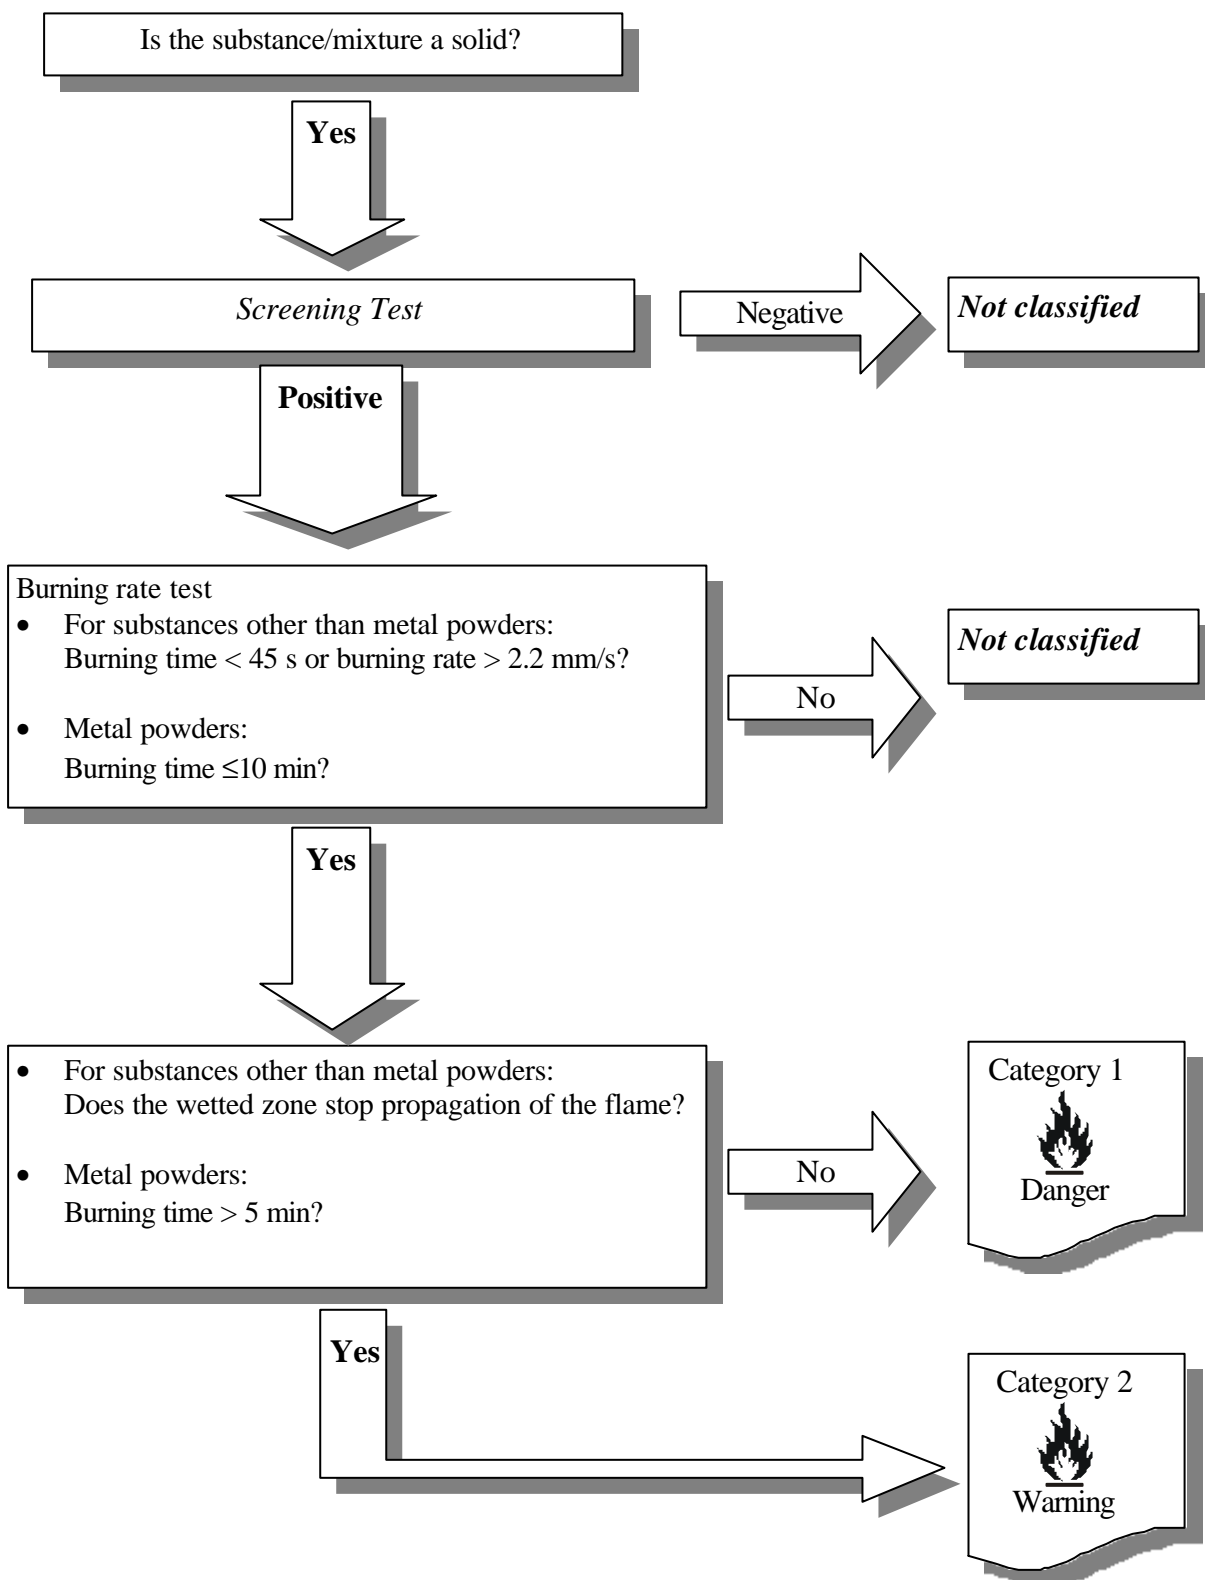 Is the substance/mixture a solid?
Yes
Screening Test
Negative
Not classified
Positive
Burning rate test
• For substances other than metal powders:
Burning time < 45 s or burning rate > 2.2 mm/s?
• Metal powders:
Burning time ≤10 min?
No
Not classified
Yes
• For substances other than metal powders:
Does the wetted zone stop propagation of the flame?
• Metal powders:
Burning time > 5 min?
No
Category 1
Danger
Yes
Category 2
Warning